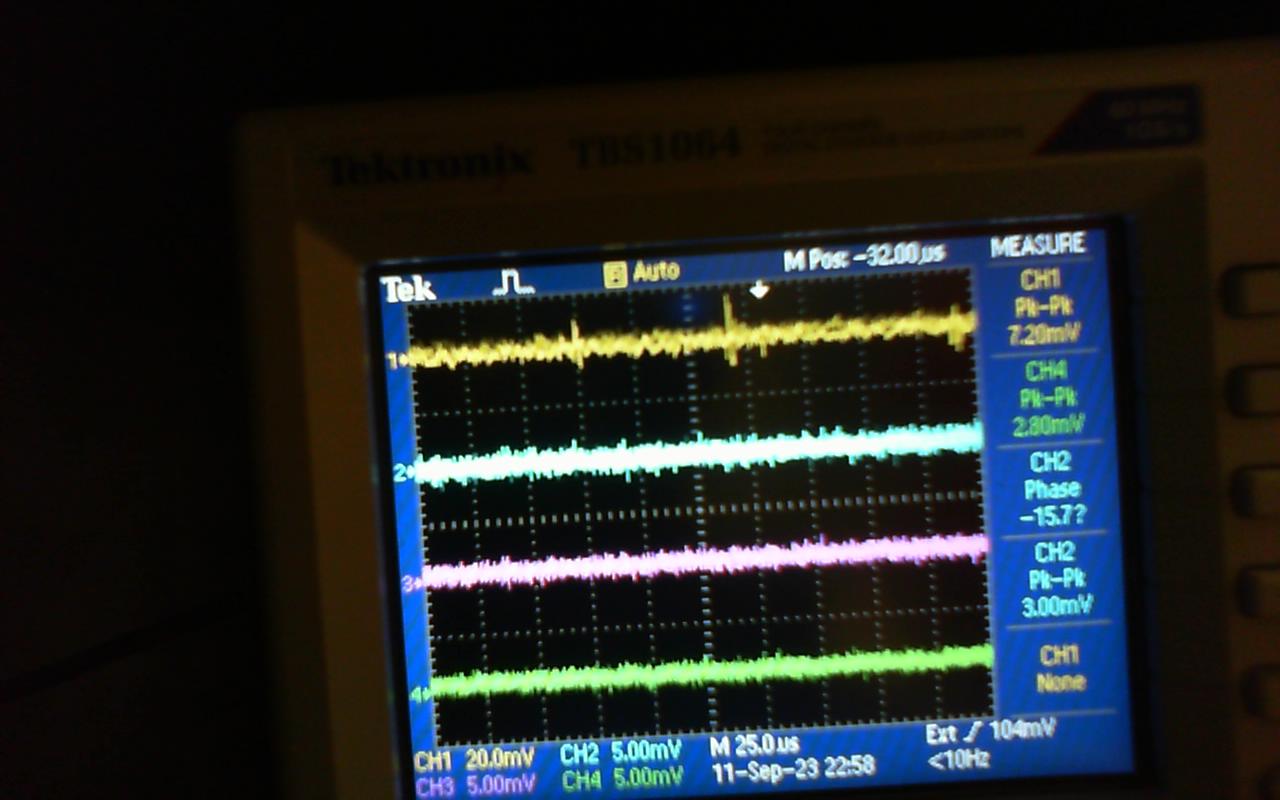 Tektronix TBS1064
Tek Auto M Pos: -32.00µs MEASURE
CH1
Pk-Pk
7.20mV
CH4
Pk-Pk
2.80mV
CH2
Phase
-15.7?
CH2
Pk-Pk
3.00mV
CH1
None
1
2
3
4
CH1 20.0mV CH2 5.00mV M 25.0µs Ext 104mV
CH3 5.00mV CH4 5.00mV 11-Sep-23 22:58 <10Hz